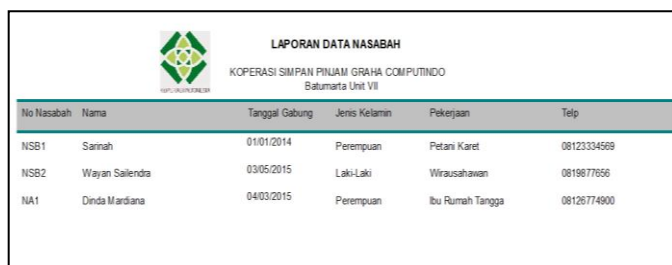 LAPORAN DATA NASABAH
KOPERASI SIMPAN PINJAM GRAHA COMPUTINDO
Batumarta Unit VII
No Nasabah Nama Tanggal Gabung Jenis Kelamin Pekerjaan Telp
NSB1 Sarinah 01/01/2014 Perempuan Petani Karet 08123334569
NSB2 Wayan Sailendra 03/05/2015 Laki-Laki Wirausahawan 0819877656
NA1 Dinda Mardiana 04/03/2015 Perempuan Ibu Rumah Tangga 08126774900